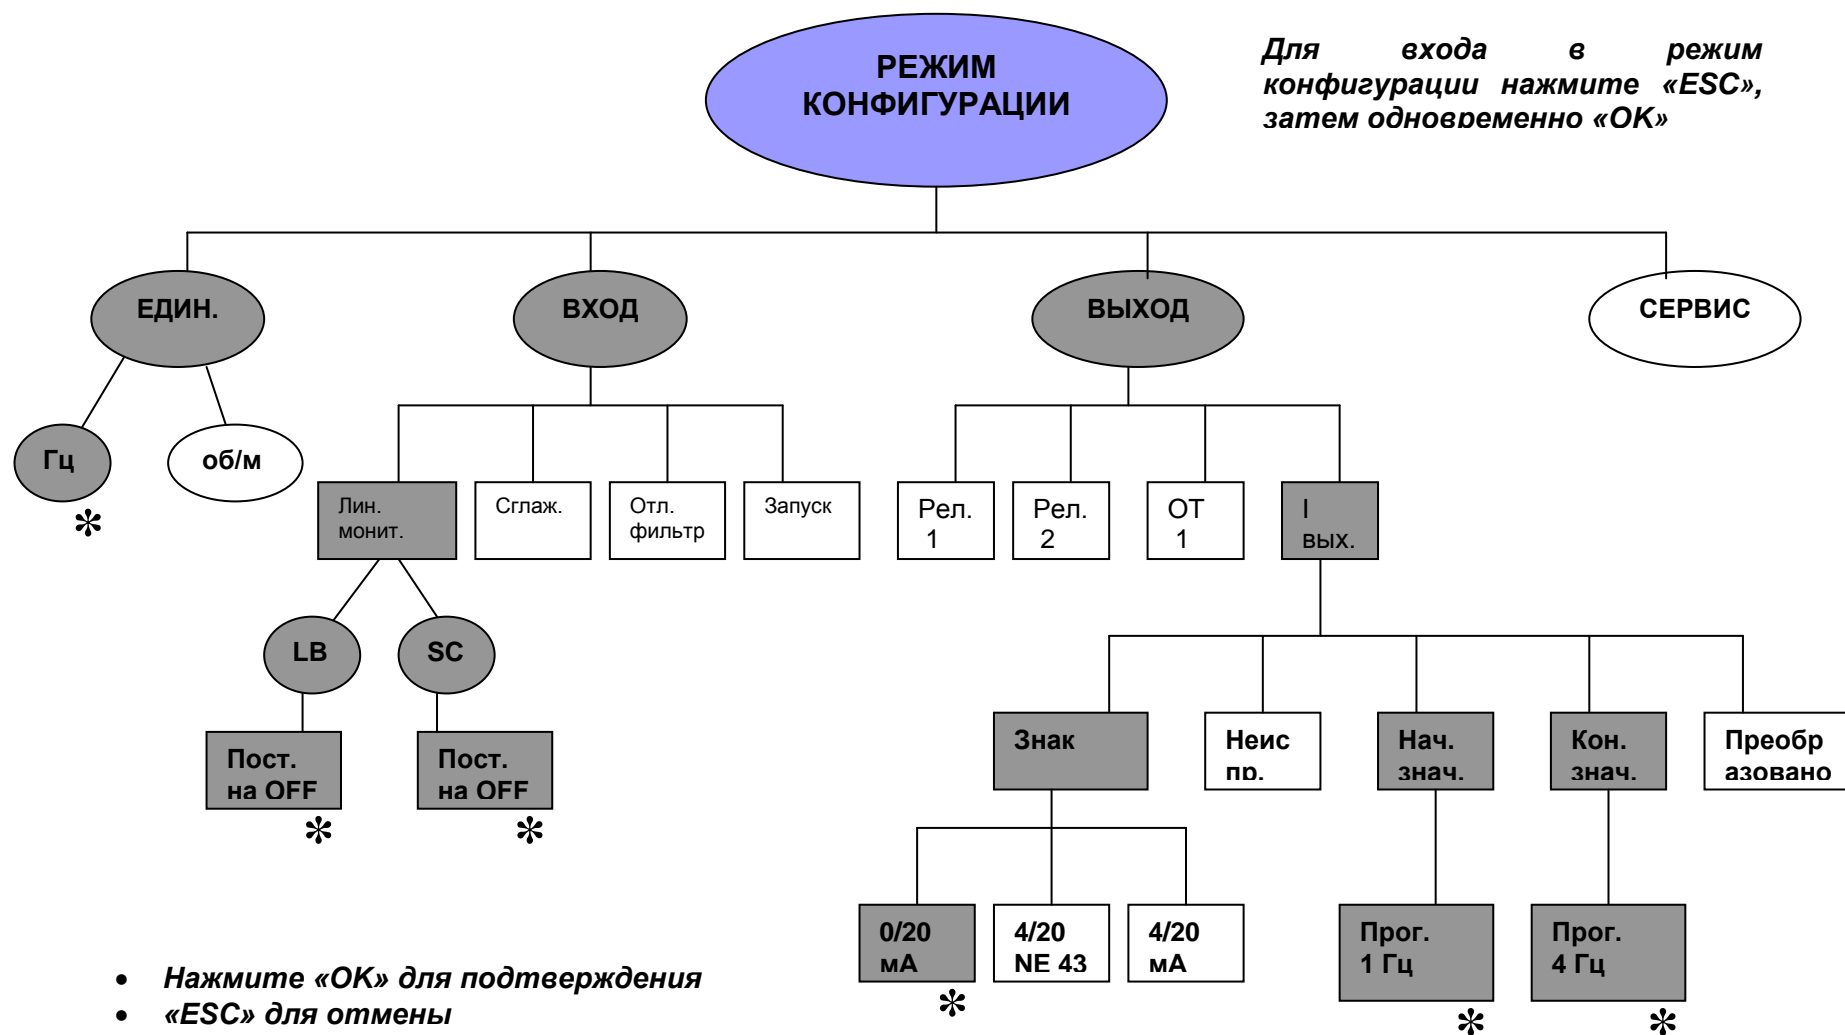 РЕЖИМ
КОНФИГУРАЦИИ
Для входа в режим
конфигурации нажмите «ESC»,
затем одновременно «OK»
ЕДИН.
ВХОД
ВЫХОД
СЕРВИС
Гц
об/м
Лин.
монит.
Сглаж.
Отл.
фильтр
Запуск
Рел.
1
Рел.
2
ОТ
1
I
вых.
LB
SC
Пост.
на OFF
Пост.
на OFF
Знак
Неис
пр.
Нач.
знач.
Кон.
знач.
Преобр
азовано
0/20
мА
4/20
NE 43
4/20
мА
Прог.
1 Гц
Прог.
4 Гц
• Нажмите «OK» для подтверждения
• «ESC» для отмены